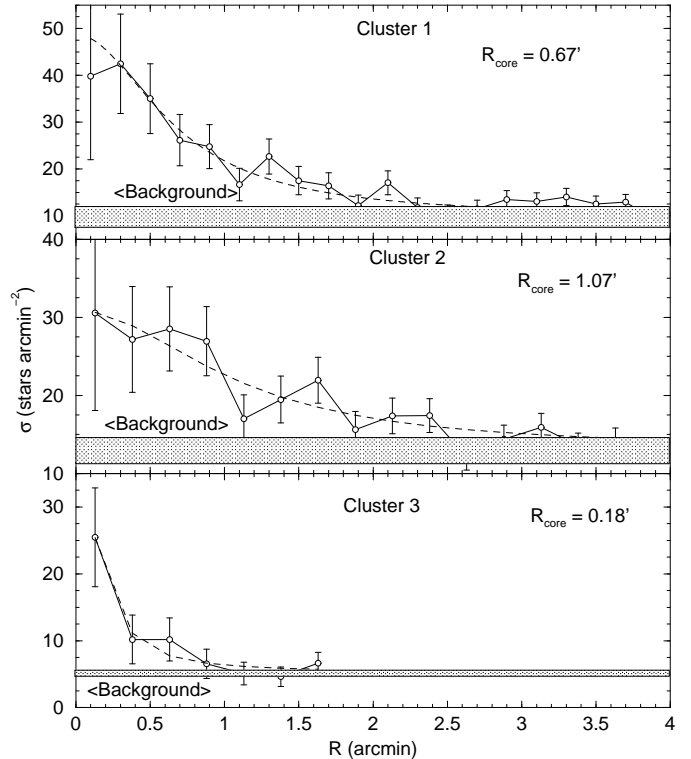 50
40
30
20
10
Cluster 1
R_core = 0.67'
<Background>
40
30
20
10
Cluster 2
R_core = 1.07'
<Background>
σ (stars arcmin⁻²)
30
20
10
0
Cluster 3
R_core = 0.18'
<Background>
0 0.5 1 1.5 2 2.5 3 3.5 4
R (arcmin)